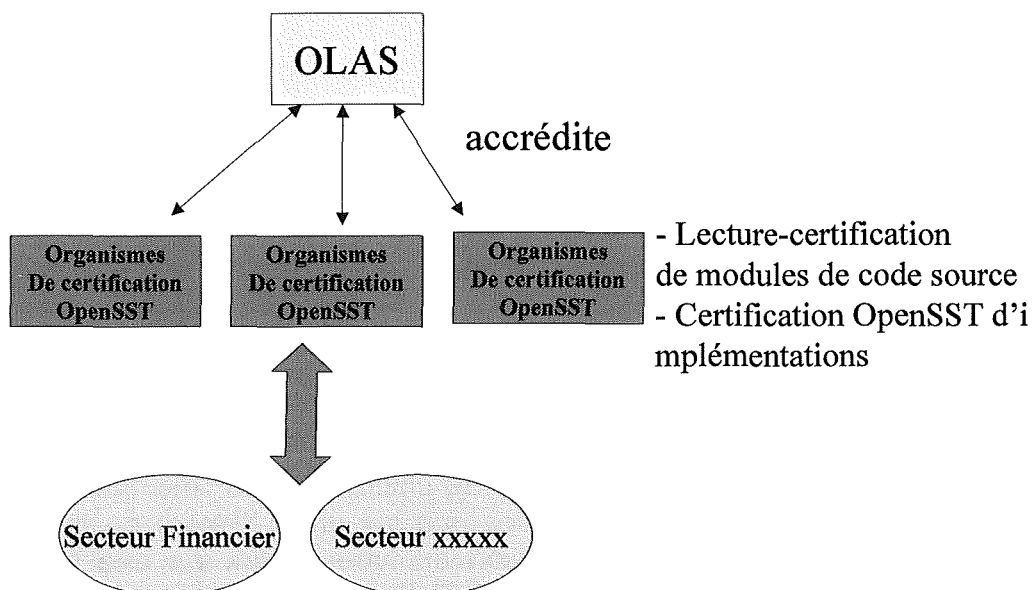 OLAS
accrédite
Organismes
De certification
OpenSST
Organismes
De certification
OpenSST
Organismes
De certification
OpenSST
- Lecture-certification
de modules de code source
- Certification OpenSST d'i
mplémentations
Secteur Financier
Secteur xxxxx